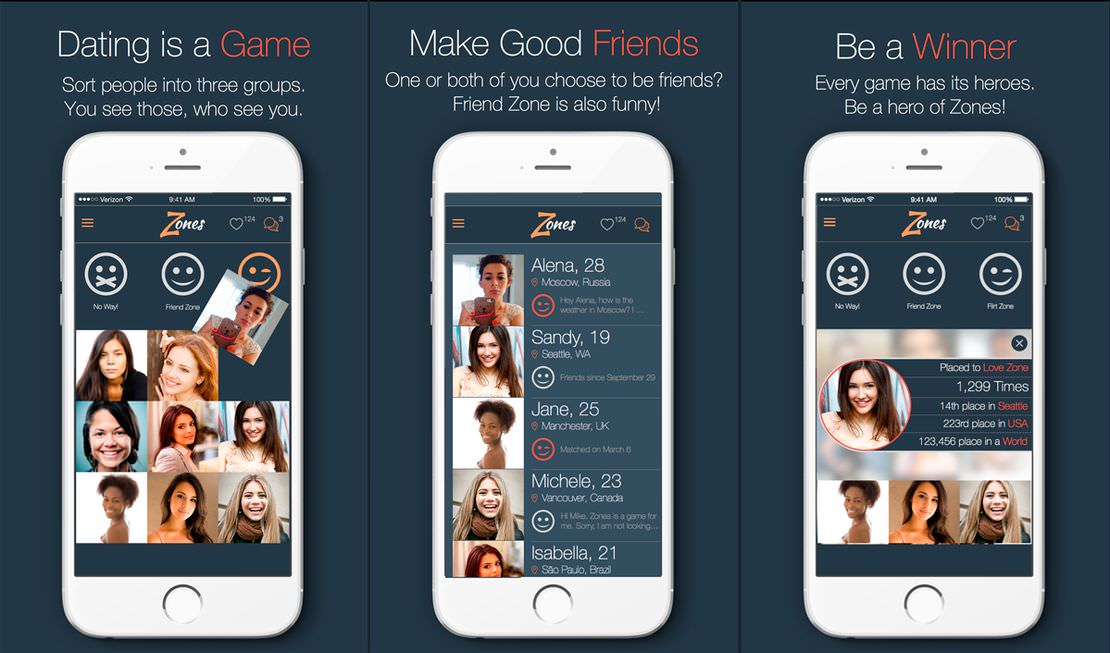 Dating is a Game
Sort people into three groups.
You see those, who see you.
Verizon
9:41 AM
100%
Zones
124
3
No Way!
Friend Zone
Make Good Friends
One or both of you choose to be friends?
Friend Zone is also funny!
Zones
124
Alena, 28
Moscow, Russia
Hey Alena, how is the
weather in Moscow? I ...
Sandy, 19
Seattle, WA
Friends since September 29
Jane, 25
Manchester, UK
Matched on March 6
Michele, 23
Vancouver, Canada
Hi Mike, Zones is a game for
me. Sorry, I am not looking...
Isabella, 21
São Paulo, Brazil
Be a Winner
Every game has its heroes.
Be a hero of Zones!
Verizon
9:41 AM
100%
Zones
124
3
No Way!
Friend Zone
Flirt Zone
Placed to Love Zone
1,299 Times
14th place in Seattle
223rd place in USA
123,456 place in a World